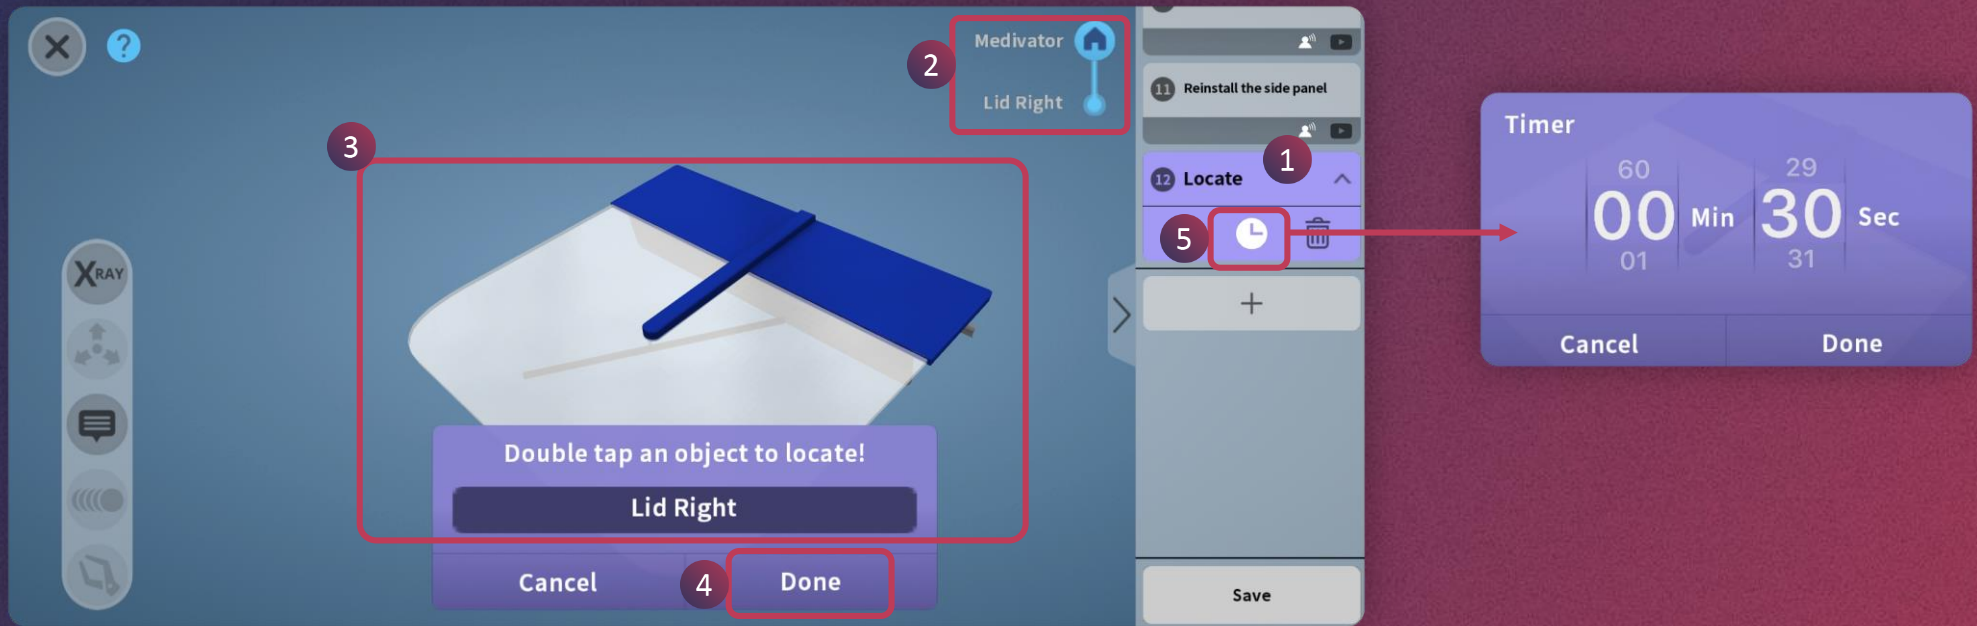 ?
2
Medivator
Lid Right
3
XRAY
Double tap an object to locate!
Lid Right
Cancel
4
Done
11 Reinstall the side panel
1
12 Locate
5
+
Save
Timer
60 29
00 Min 30 Sec
01 31
Cancel Done